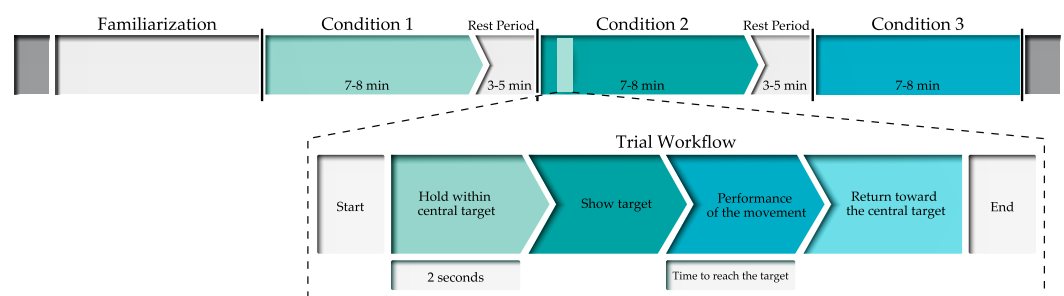 Familiarization
Condition 1
Rest Period
Condition 2
Rest Period
Condition 3
7-8 min
3-5 min
7-8 min
3-5 min
7-8 min
Trial Workflow
Start
Hold within
central target
Show target
Performance
of the movement
Return toward
the central target
End
2 seconds
Time to reach the target